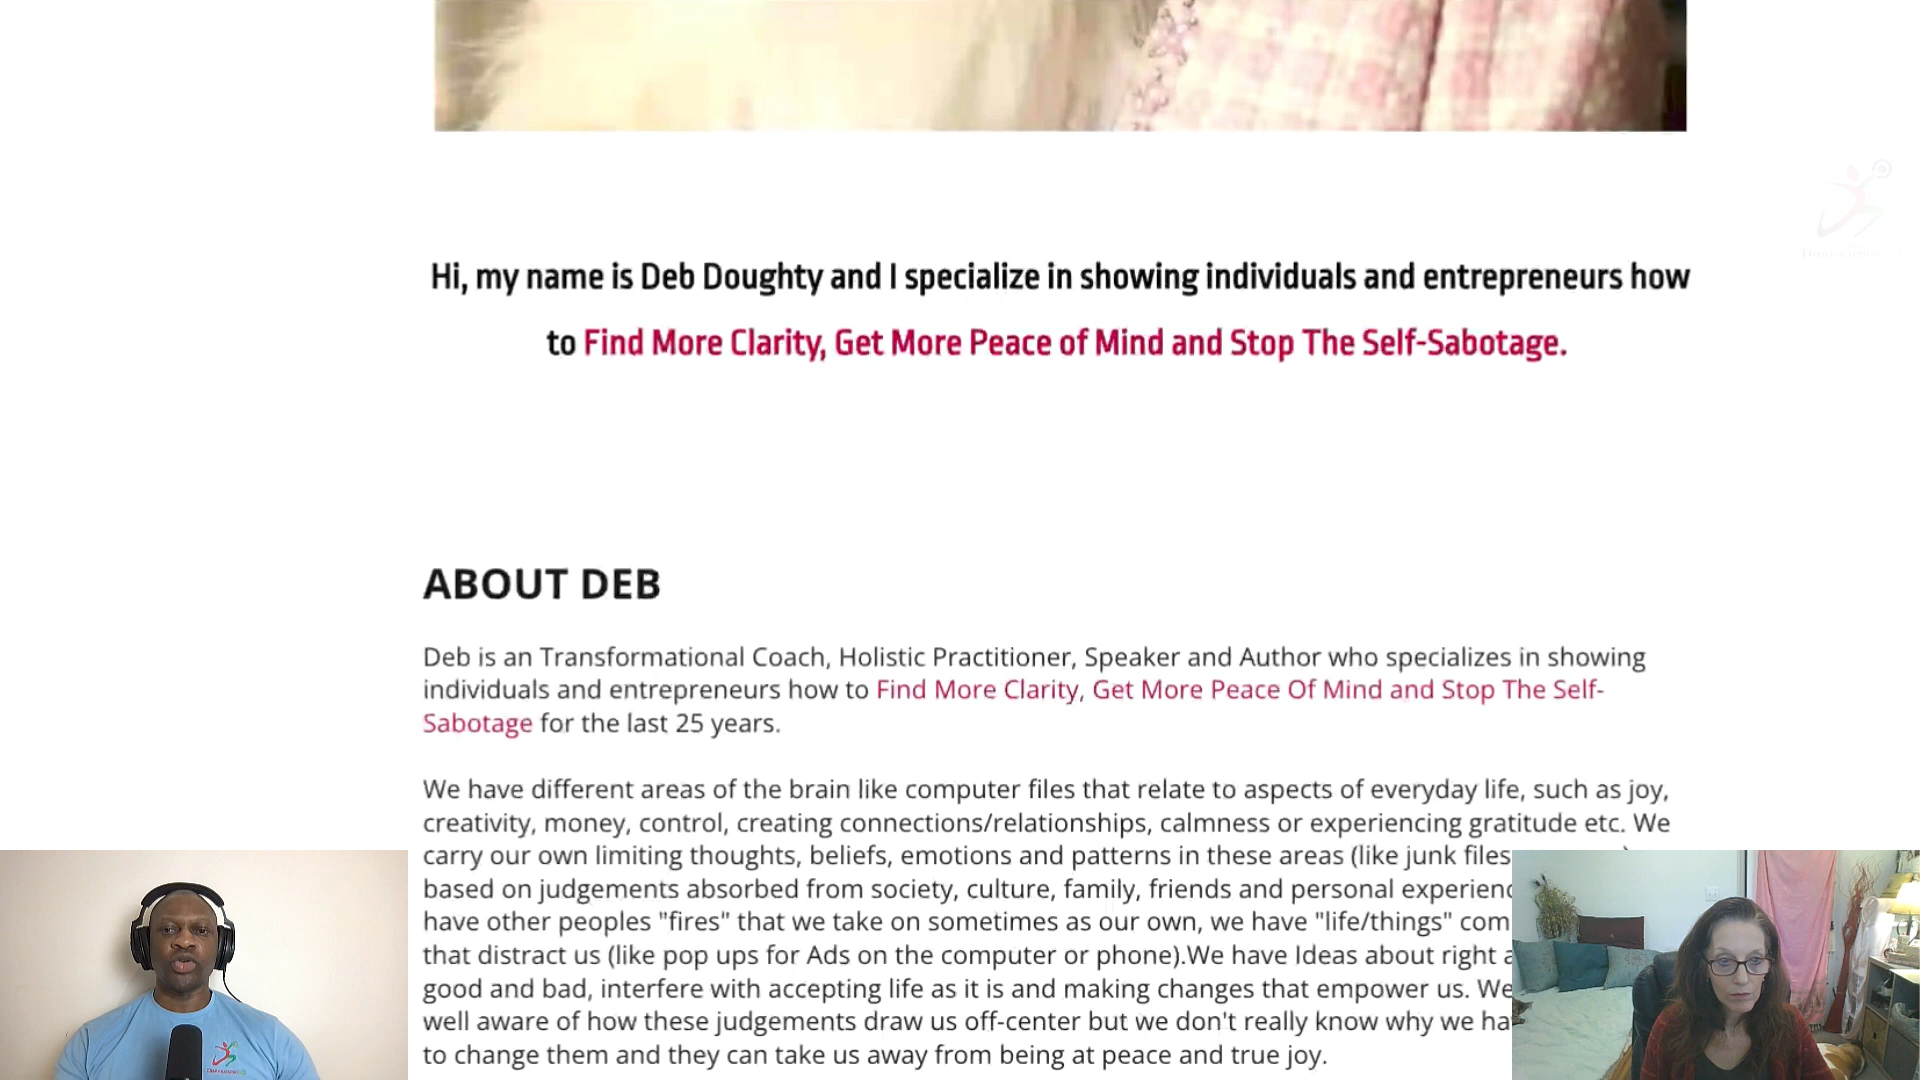 Hi, my name is Deb Doughty and I specialize in showing individuals and entrepreneurs how
to Find More Clarity, Get More Peace of Mind and Stop The Self-Sabotage.
ABOUT DEB
Deb is an Transformational Coach, Holistic Practitioner, Speaker and Author who specializes in showing
individuals and entrepreneurs how to Find More Clarity, Get More Peace Of Mind and Stop The Self-
Sabotage for the last 25 years.
We have different areas of the brain like computer files that relate to aspects of everyday life, such as joy,
creativity, money, control, creating connections/relationships, calmness or experiencing gratitude etc. We
carry our own limiting thoughts, beliefs, emotions and patterns in these areas (like junk files
based on judgements absorbed from society, culture, family, friends and personal experienc
have other peoples "fires" that we take on sometimes as our own, we have "life/things" com
that distract us (like pop ups for Ads on the computer or phone).We have Ideas about right a
good and bad, interfere with accepting life as it is and making changes that empower us. We
well aware of how these judgements draw us off-center but we don't really know why we ha
to change them and they can take us away from being at peace and true joy.